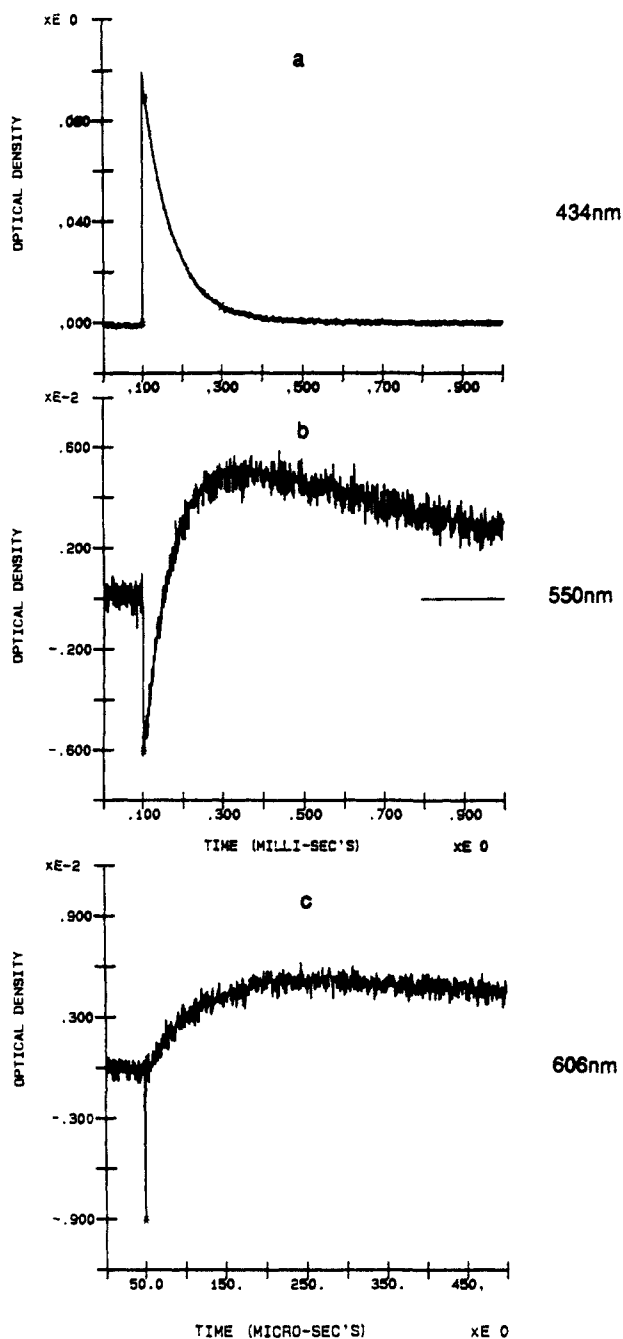 xE 0
a
OPTICAL DENSITY
.080
.040
.000
434nm
.100 .300 .500 .700 .900
xE-2
b
OPTICAL DENSITY
.600
.200
-.200
-.600
550nm
.100 .300 .500 .700 .900
TIME (MILLI-SEC'S) xE 0
xE-2
c
OPTICAL DENSITY
.900
.300
-.300
-.900
606nm
50.0 150. 250. 350. 450.
TIME (MICRO-SEC'S) xE 0